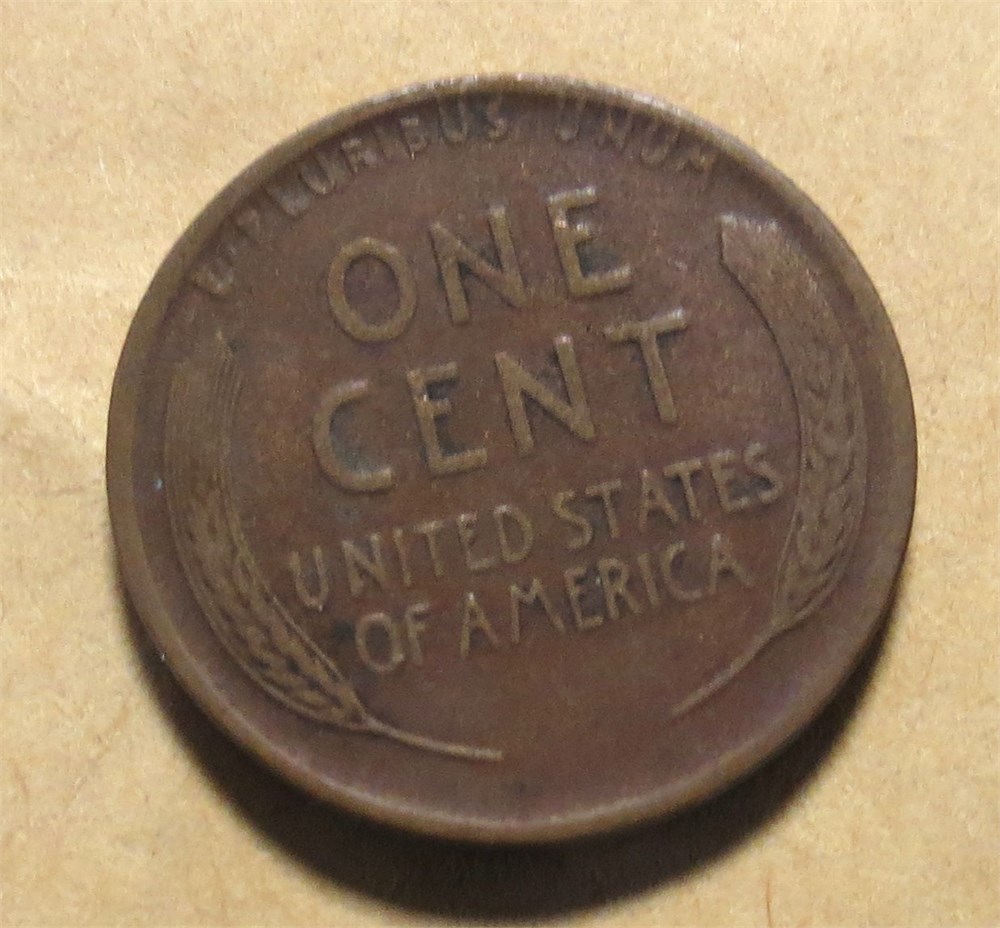 E·PLURIBUS UNUM
ONE
CENT
UNITED STATES
OF AMERICA